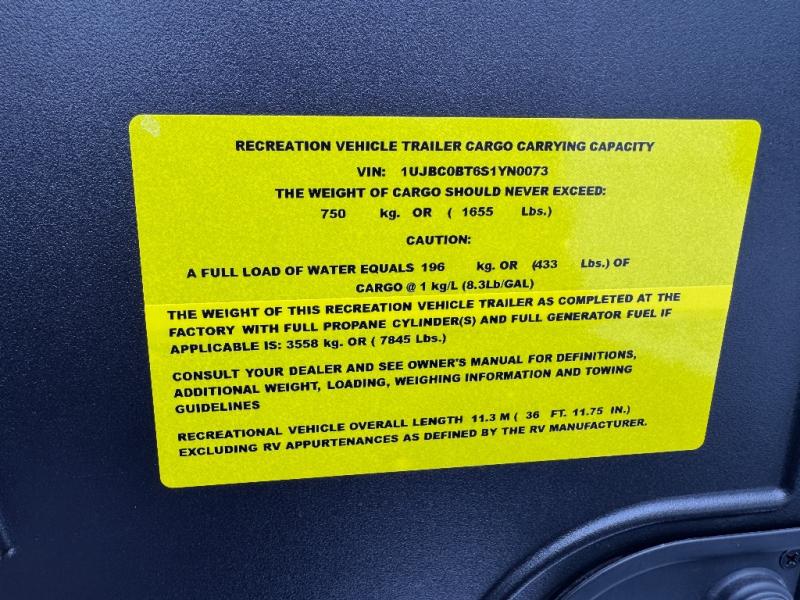 RECREATION VEHICLE TRAILER CARGO CARRYING CAPACITY
VIN: 1UJBC0BT6S1YN0073
THE WEIGHT OF CARGO SHOULD NEVER EXCEED:
750 kg. OR ( 1655 Lbs.)
CAUTION:
A FULL LOAD OF WATER EQUALS 196 kg. OR (433 Lbs.) OF
CARGO @ 1 kg/L (8.3Lb/GAL)
THE WEIGHT OF THIS RECREATION VEHICLE TRAILER AS COMPLETED AT THE
FACTORY WITH FULL PROPANE CYLINDER(S) AND FULL GENERATOR FUEL IF
APPLICABLE IS: 3558 kg. OR ( 7845 Lbs.)
CONSULT YOUR DEALER AND SEE OWNER'S MANUAL FOR DEFINITIONS,
ADDITIONAL WEIGHT, LOADING, WEIGHING INFORMATION AND TOWING
GUIDELINES
RECREATIONAL VEHICLE OVERALL LENGTH 11.3 M ( 36 FT. 11.75 IN.)
EXCLUDING RV APPURTENANCES AS DEFINED BY THE RV MANUFACTURER.